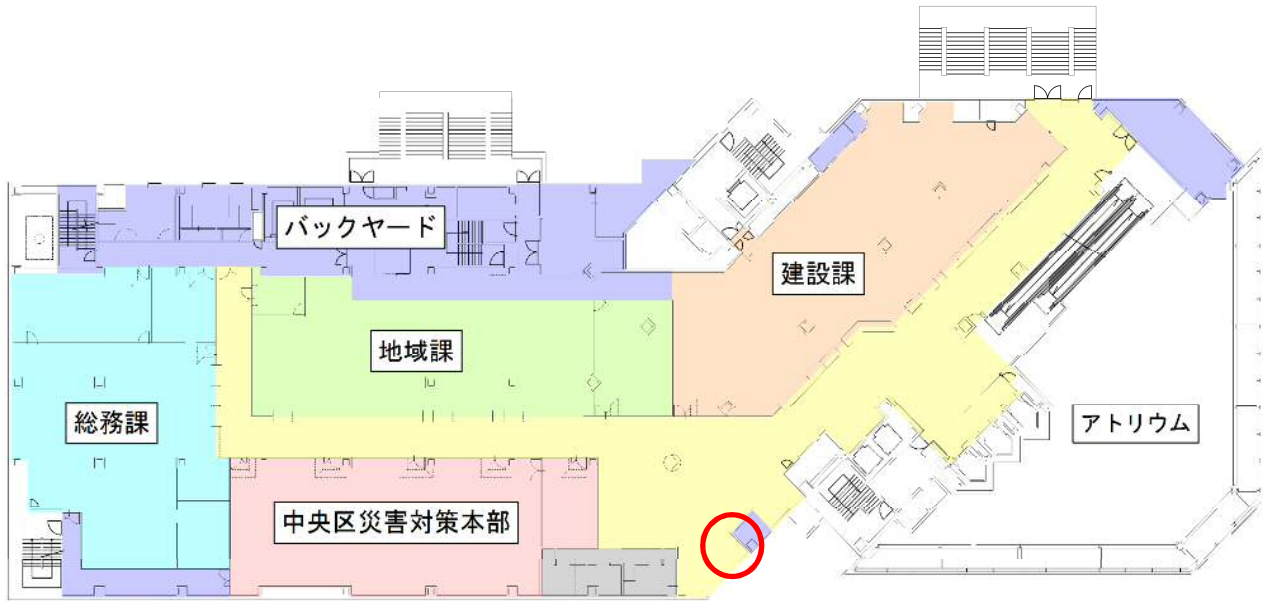 バックヤード
建設課
地域課
総務課
アトリウム
中央区災害対策本部